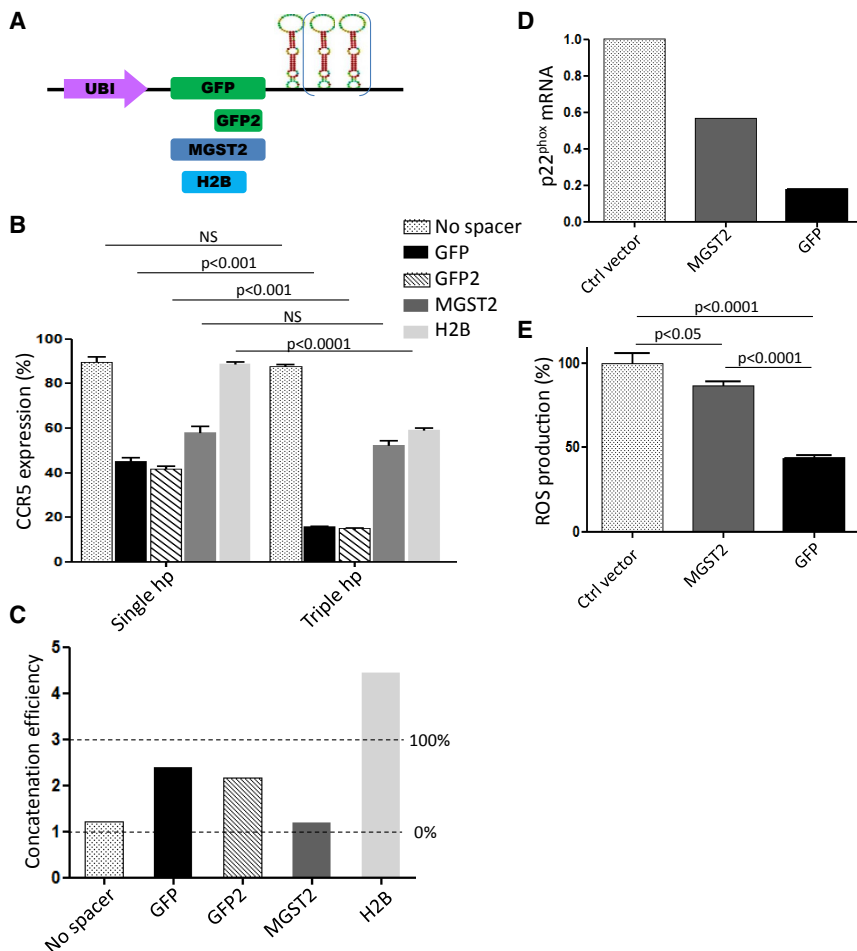 A
UBI
GFP
GFP2
MGST2
H2B
B
No spacer
GFP
GFP2
MGST2
H2B
NS
p<0.001
p<0.001
NS
p<0.0001
CCR5 expression (%)
100
80
60
40
20
0
Single hp
Triple hp
C
Concatenation efficiency
5
4
3
2
1
0
100%
0%
No spacer
GFP
GFP2
MGST2
H2B
D
p22phox mRNA
1.0
0.8
0.6
0.4
0.2
0.0
Ctrl vector
MGST2
GFP
E
p<0.0001
p<0.05
p<0.0001
ROS production (%)
100
50
0
Ctrl vector
MGST2
GFP